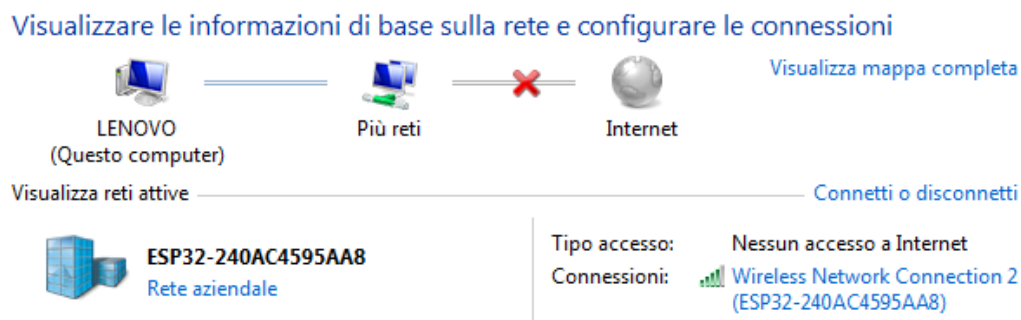 Visualizzare le informazioni di base sulla rete e configurare le connessioni
Visualizza mappa completa
LENOVO
(Questo computer)
Più reti
Internet
Visualizza reti attive
Connetti o disconnetti
ESP32-240AC4595AA8
Rete aziendale
Tipo accesso: Nessun accesso a Internet
Connessioni: Wireless Network Connection 2
(ESP32-240AC4595AA8)